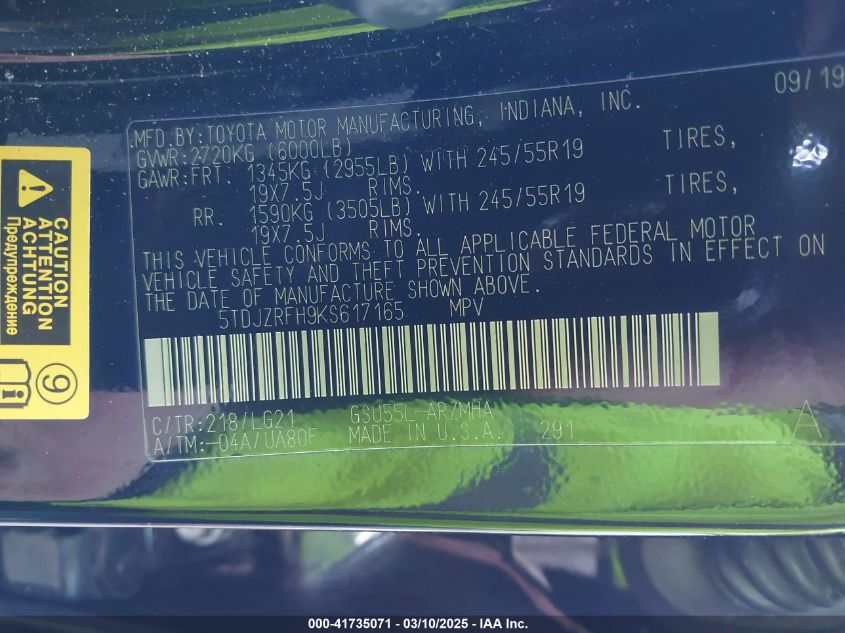 09/19
MFD.BY:TOYOTA MOTOR MANUFACTURING, INDIANA, INC.
GVWR:2720KG (6000LB)
GAWR:FRT. 1345KG (2955LB) WITH 245/55R19 TIRES,
19X7.5J RIMS.
RR. 1590KG (3505LB) WITH 245/55R19 TIRES,
19X7.5J RIMS.
THIS VEHICLE CONFORMS TO ALL APPLICABLE FEDERAL MOTOR
VEHICLE SAFETY AND THEFT PREVENTION STANDARDS IN EFFECT ON
THE DATE OF MANUFACTURE SHOWN ABOVE.
5TDJZRFH9KS617165 MPV
C/TR:218/LG21 GSU55L-ARZMHA
A/TM:-04A/UA80F MADE IN U.S.A. 291 A
CAUTION
ATTENTION
ACHTUNG
Предупреждение
9
000-41735071 - 03/10/2025 - IAA Inc.